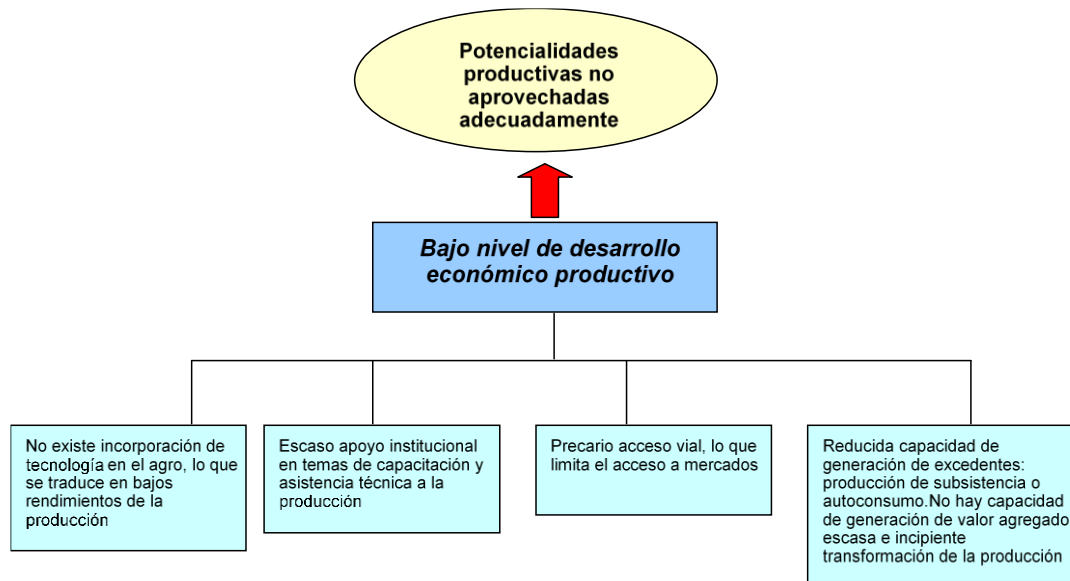 Potencialidades
productivas no
aprovechadas
adecuadamente
Bajo nivel de desarrollo
económico productivo
No existe incorporación de
tecnología en el agro, lo que
se traduce en bajos
rendimientos de la
producción
Escaso apoyo institucional
en temas de capacitación y
asistencia técnica a la
producción
Precario acceso vial, lo que
limita el acceso a mercados
Reducida capacidad de
generación de excedentes:
producción de subsistencia o
autoconsumo.No hay capacidad
de generación de valor agregado
escasa e incipiente
transformación de la producción